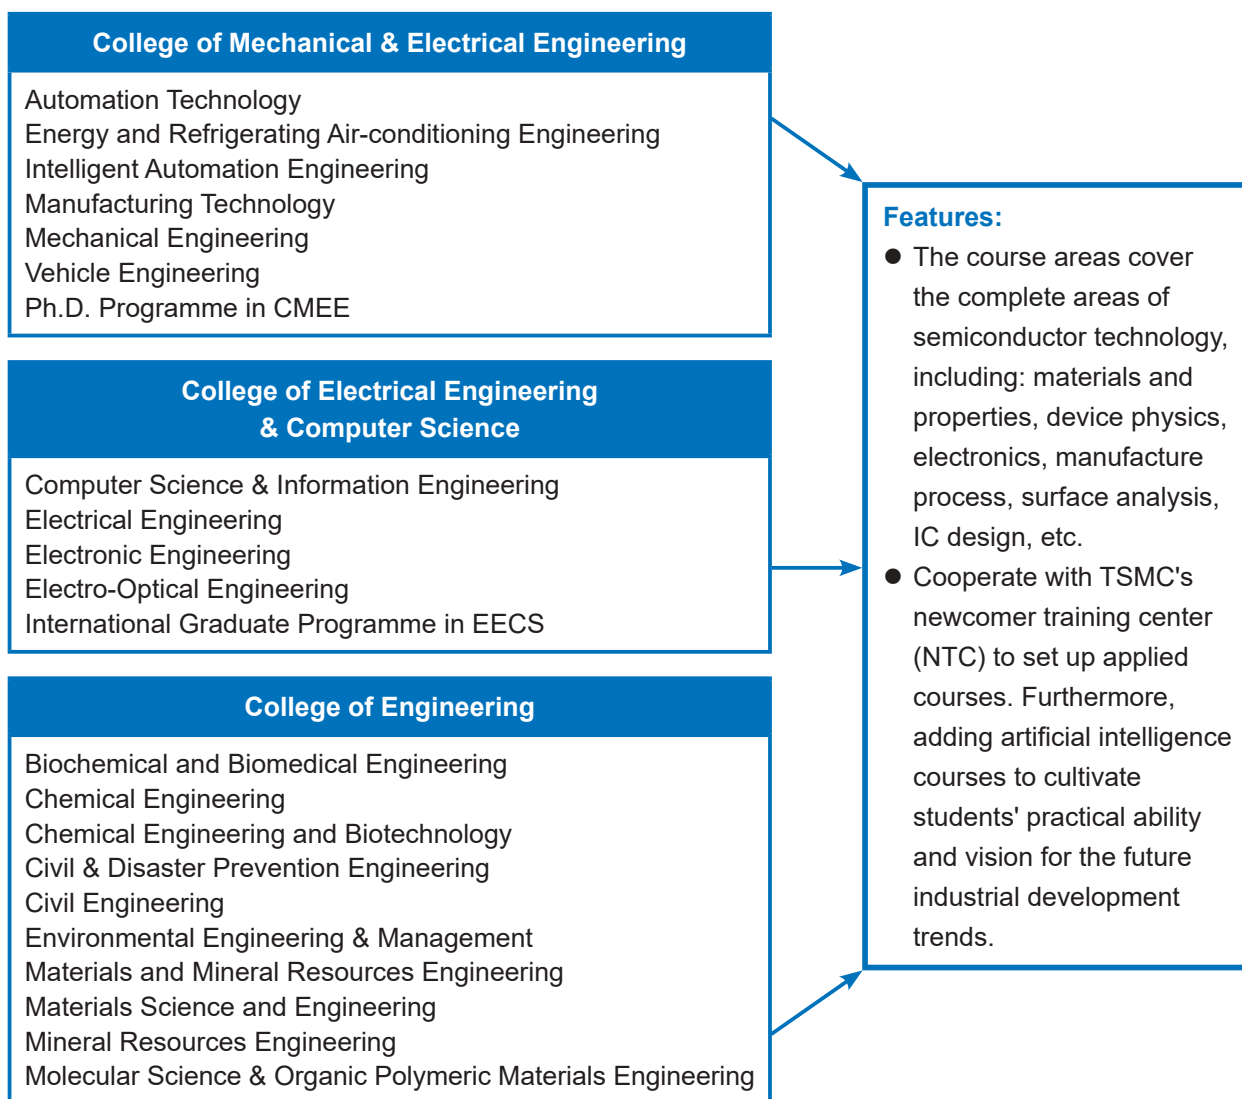 College of Mechanical & Electrical Engineering
Automation Technology
Energy and Refrigerating Air-conditioning Engineering
Intelligent Automation Engineering
Manufacturing Technology
Mechanical Engineering
Vehicle Engineering
Ph.D. Programme in CMEE
College of Electrical Engineering
& Computer Science
Computer Science & Information Engineering
Electrical Engineering
Electronic Engineering
Electro-Optical Engineering
International Graduate Programme in EECS
College of Engineering
Biochemical and Biomedical Engineering
Chemical Engineering
Chemical Engineering and Biotechnology
Civil & Disaster Prevention Engineering
Civil Engineering
Environmental Engineering & Management
Materials and Mineral Resources Engineering
Materials Science and Engineering
Mineral Resources Engineering
Molecular Science & Organic Polymeric Materials Engineering
Features:
● The course areas cover
the complete areas of
semiconductor technology,
including: materials and
properties, device physics,
electronics, manufacture
process, surface analysis,
IC design, etc.
● Cooperate with TSMC's
newcomer training center
(NTC) to set up applied
courses. Furthermore,
adding artificial intelligence
courses to cultivate
students' practical ability
and vision for the future
industrial development
trends.